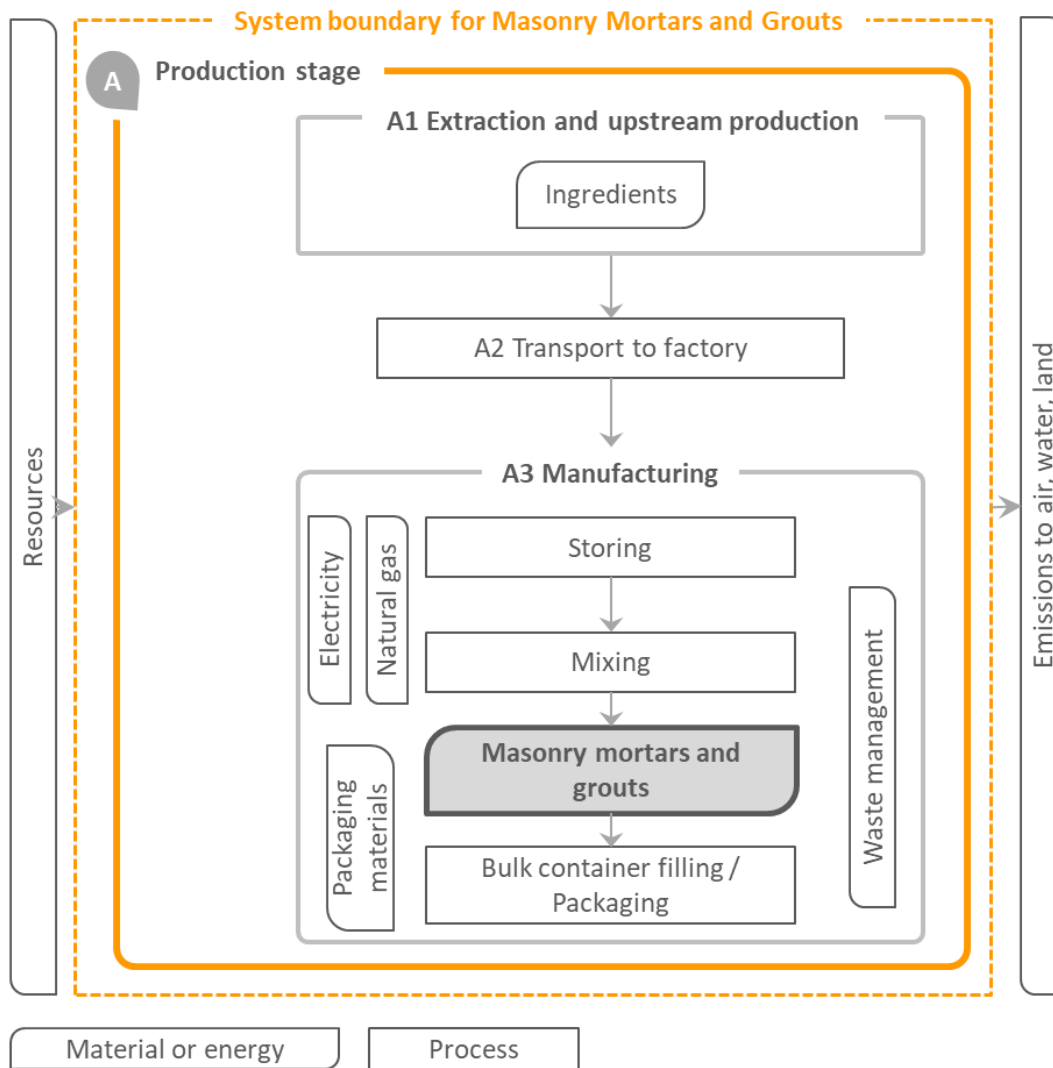 System boundary for Masonry Mortars and Grouts
A
Production stage
A1 Extraction and upstream production
Ingredients
A2 Transport to factory
Resources
Emissions to air, water, land
A3 Manufacturing
Electricity
Natural gas
Storing
Mixing
Masonry mortars and
grouts
Packaging
materials
Waste management
Bulk container filling /
Packaging
Material or energy
Process